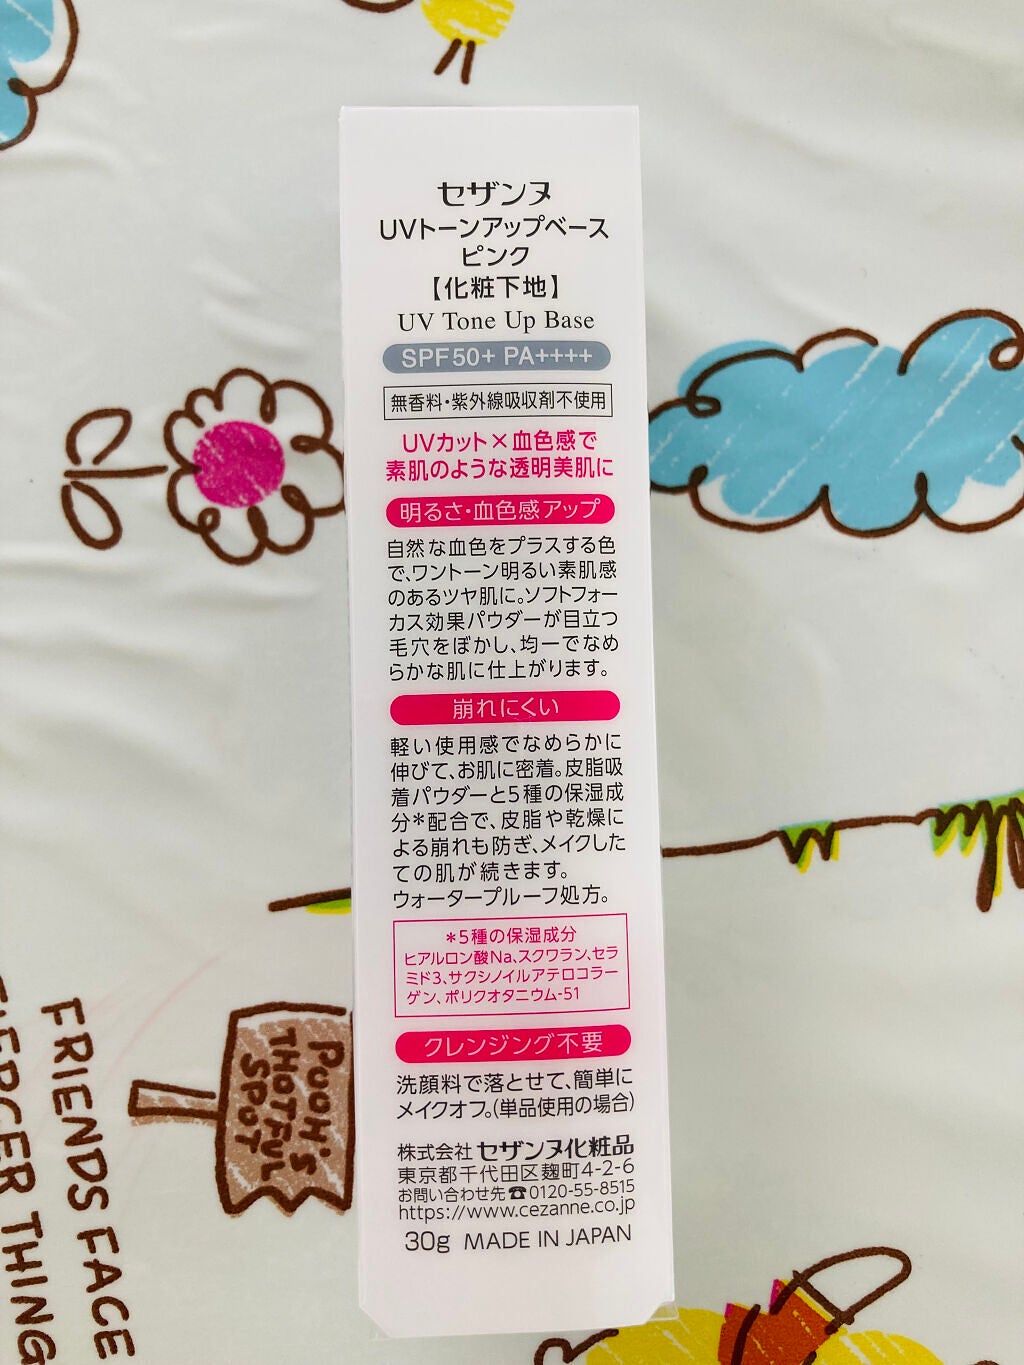 セザンヌ
UVトーンアップベース
ピンク
【化粧下地】
UV Tone Up Base
SPF50+ PA++++
無香料・紫外線吸収剤不使用
UVカット×血色感で
素肌のような透明美肌に
明るさ・血色感アップ
自然な血色をプラスする色
で、ワントーン明るい素肌感
のあるツヤ肌に。ソフトフォー
カス効果パウダーが目立つ
毛穴をぼかし、均一でなめ
らかな肌に仕上がります。
崩れにくい
軽い使用感でなめらかに
伸びて、お肌に密着。皮脂吸
着パウダーと5種の保湿成
分*配合で、皮脂や乾燥に
よる崩れも防ぎ、メイクした
ての肌が続きます。
ウォータープルーフ処方。
*5種の保湿成分
ヒアルロン酸Na、スクワラン、セラ
ミド3、サクシノイルアテロコラー
ゲン、ポリクオタニウム-51
クレンジング不要
洗顔料で落とせて、簡単に
メイクオフ。(単品使用の場合)
株式会社セザンヌ化粧品
東京都千代田区麹町4-2-6
お問い合わせ先☎0120-55-8515
https://www.cezanne.co.jp
30g MADE IN JAPAN
POOH'S
THOTFUL
SPOT
FRIENDS FACE
THING